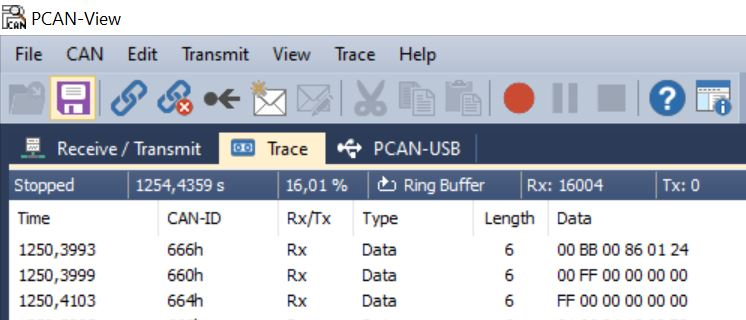 PCAN-View
File CAN Edit Transmit View Trace Help
Receive / Transmit Trace PCAN-USB
Stopped 1254,4359 s 16,01 % Ring Buffer Rx: 16004 Tx: 0
Time CAN-ID Rx/Tx Type Length Data
1250,3993 666h Rx Data 6 00 BB 00 86 01 24
1250,3999 660h Rx Data 6 00 FF 00 00 00 00
1250,4103 664h Rx Data 6 FF 00 00 00 00 00